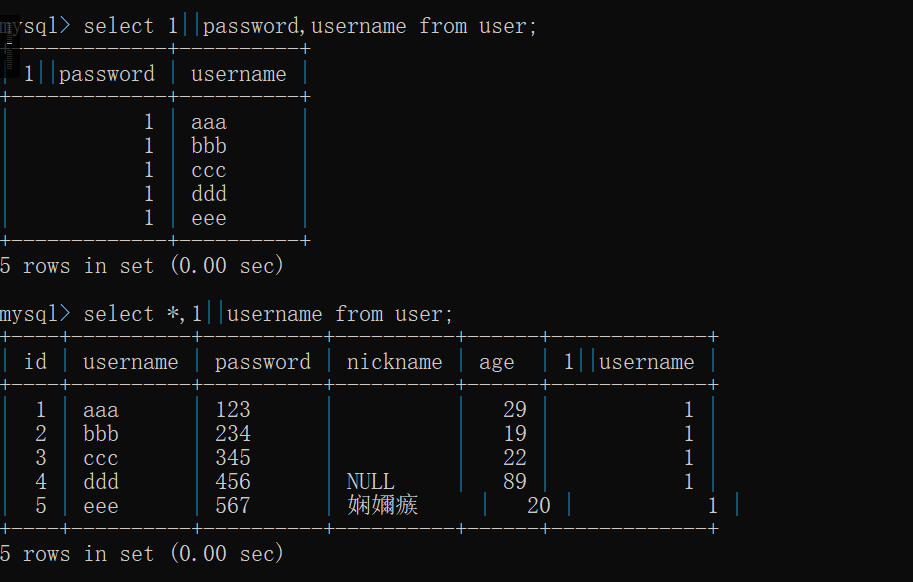 mysql> select 1||password,username from user;
+-------------+----------+
| 1||password | username |
+-------------+----------+
|           1 | aaa      |
|           1 | bbb      |
|           1 | ccc      |
|           1 | ddd      |
|           1 | eee      |
+-------------+----------+
5 rows in set (0.00 sec)
mysql> select *,1||username from user;
+----+----------+----------+----------+------+-------------+
| id | username | password | nickname | age  | 1||username |
+----+----------+----------+----------+------+-------------+
|  1 | aaa      | 123      |          |   29 |           1 |
|  2 | bbb      | 234      |          |   19 |           1 |
|  3 | ccc      | 345      |          |   22 |           1 |
|  4 | ddd      | 456      | NULL     |   89 |           1 |
|  5 | eee      | 567      | 娴嬭瘯     |   20 |           1 |
+----+----------+----------+----------+------+-------------+
5 rows in set (0.00 sec)